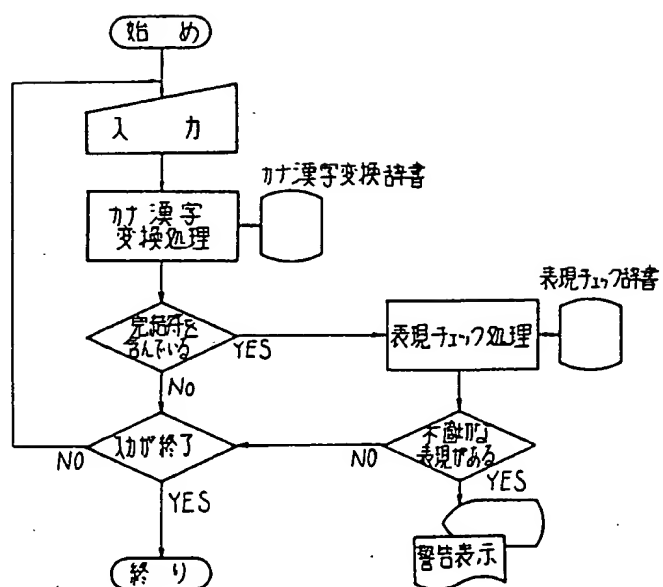 始め
入力
カナ漢字変換辞書
カナ漢字
変換処理
表現チェック辞書
完結符を
含んでいる
YES
表現チェック処理
NO
入力が終了
NO
YES
不適切な
表現がある
NO
YES
警告表示
終り